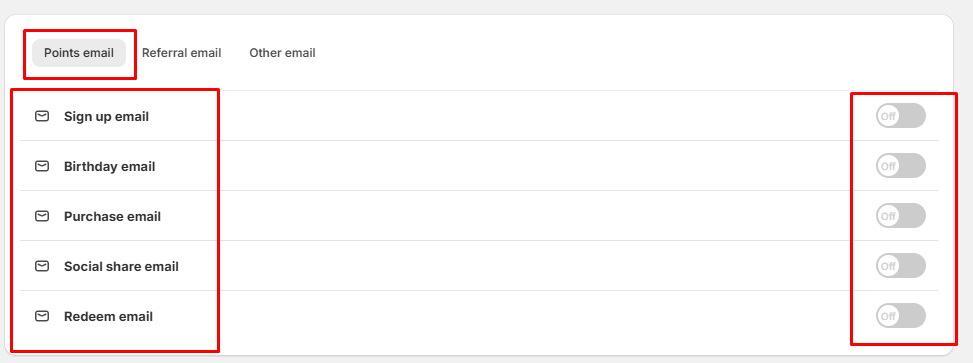 Points email Referral email Other email
Sign up email Off
Birthday email Off
Purchase email Off
Social share email Off
Redeem email Off